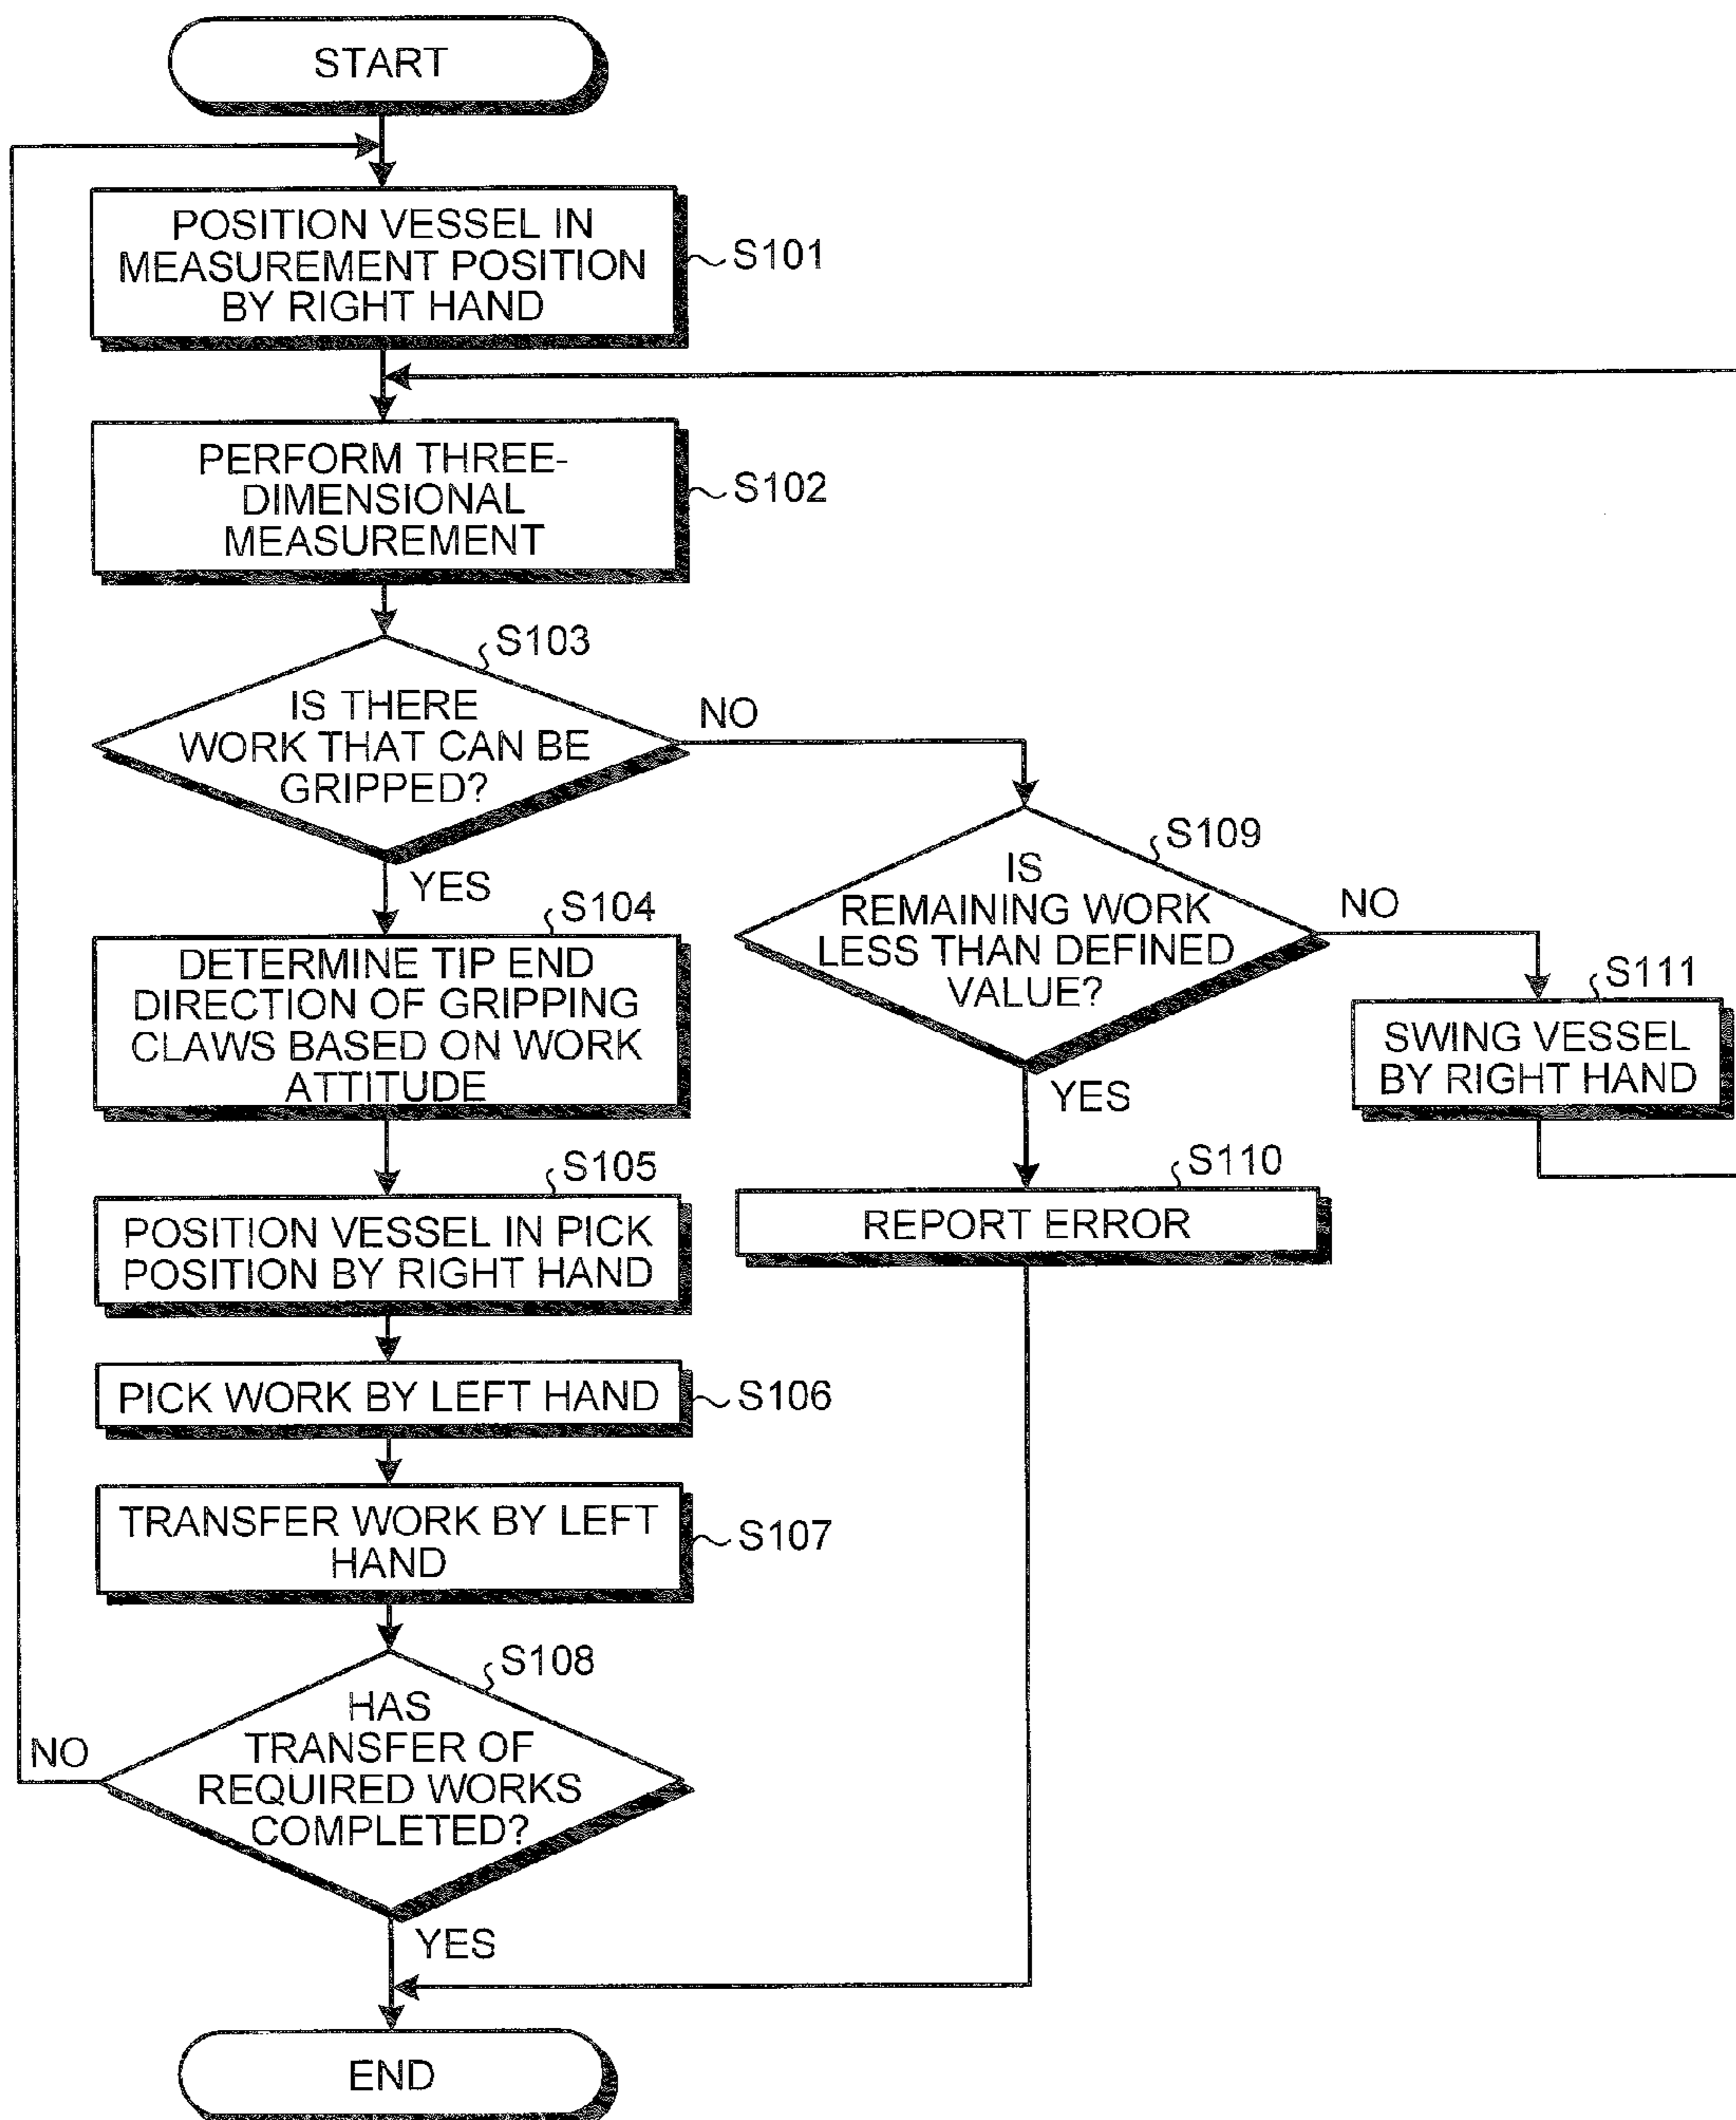 START
POSITION VESSEL IN
MEASUREMENT POSITION
BY RIGHT HAND
S101
PERFORM THREE-
DIMENSIONAL
MEASUREMENT
S102
S103
IS THERE
WORK THAT CAN BE
GRIPPED?
NO
YES
S104
DETERMINE TIP END
DIRECTION OF GRIPPING
CLAWS BASED ON WORK
ATTITUDE
S105
POSITION VESSEL IN PICK
POSITION BY RIGHT HAND
PICK WORK BY LEFT HAND
S106
TRANSFER WORK BY LEFT
HAND
S107
S108
HAS
TRANSFER OF
REQUIRED WORKS
COMPLETED?
NO
YES
END
S109
IS
REMAINING WORK
LESS THAN DEFINED
VALUE?
NO
YES
S110
REPORT ERROR
S111
SWING VESSEL
BY RIGHT HAND